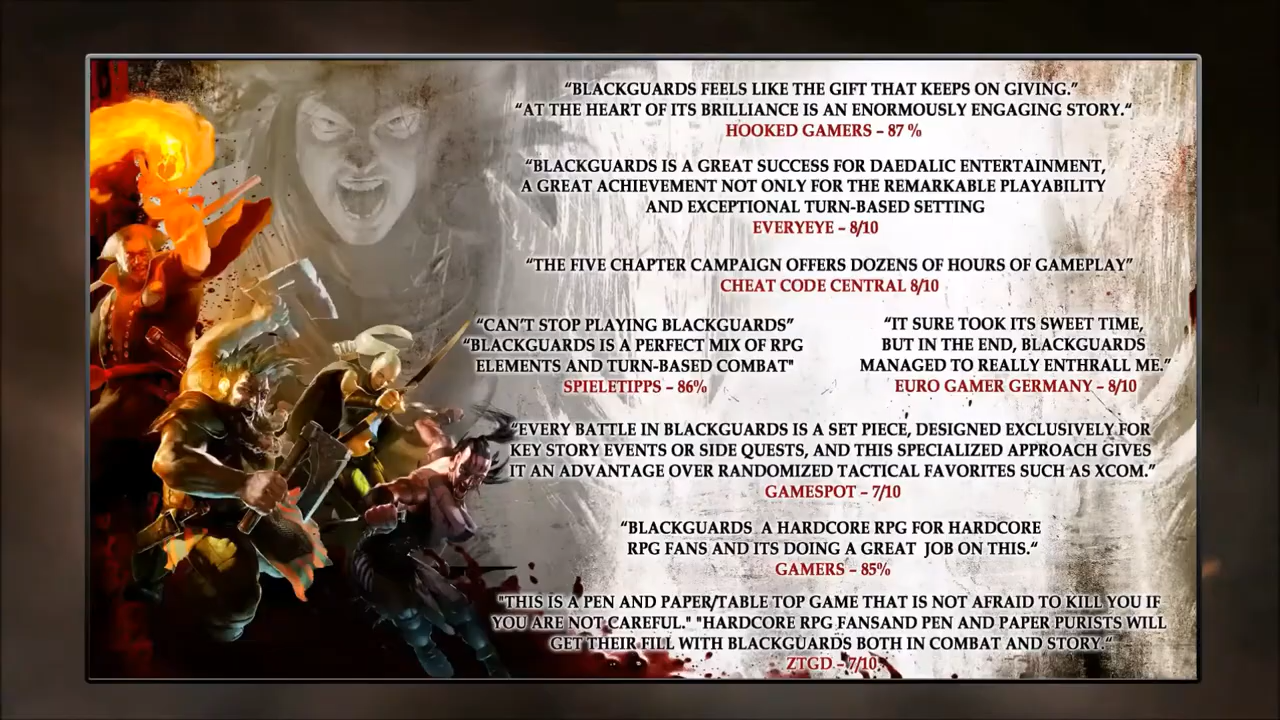 “BLACKGUARDS FEELS LIKE THE GIFT THAT KEEPS ON GIVING.”
“AT THE HEART OF ITS BRILLIANCE IS AN ENORMOUSLY ENGAGING STORY.“
HOOKED GAMERS – 87 %
“BLACKGUARDS IS A GREAT SUCCESS FOR DAEDALIC ENTERTAINMENT,
A GREAT ACHIEVEMENT NOT ONLY FOR THE REMARKABLE PLAYABILITY
AND EXCEPTIONAL TURN-BASED SETTING
EVERYEYE – 8/10
“THE FIVE CHAPTER CAMPAIGN OFFERS DOZENS OF HOURS OF GAMEPLAY”
CHEAT CODE CENTRAL 8/10
“CAN’T STOP PLAYING BLACKGUARDS”
“BLACKGUARDS IS A PERFECT MIX OF RPG
ELEMENTS AND TURN-BASED COMBAT"
SPIELETIPPS – 86%
“IT SURE TOOK ITS SWEET TIME,
BUT IN THE END, BLACKGUARDS
MANAGED TO REALLY ENTHRALL ME.”
EURO GAMER GERMANY – 8/10
“EVERY BATTLE IN BLACKGUARDS IS A SET PIECE, DESIGNED EXCLUSIVELY FOR
KEY STORY EVENTS OR SIDE QUESTS, AND THIS SPECIALIZED APPROACH GIVES
IT AN ADVANTAGE OVER RANDOMIZED TACTICAL FAVORITES SUCH AS XCOM.”
GAMESPOT – 7/10
“BLACKGUARDS A HARDCORE RPG FOR HARDCORE
RPG FANS AND ITS DOING A GREAT JOB ON THIS.“
GAMERS – 85%
"THIS IS A PEN AND PAPER/TABLE TOP GAME THAT IS NOT AFRAID TO KILL YOU IF
YOU ARE NOT CAREFUL." "HARDCORE RPG FANSAND PEN AND PAPER PURISTS WILL
GET THEIR FILL WITH BLACKGUARDS BOTH IN COMBAT AND STORY.“
ZTGD – 7/10